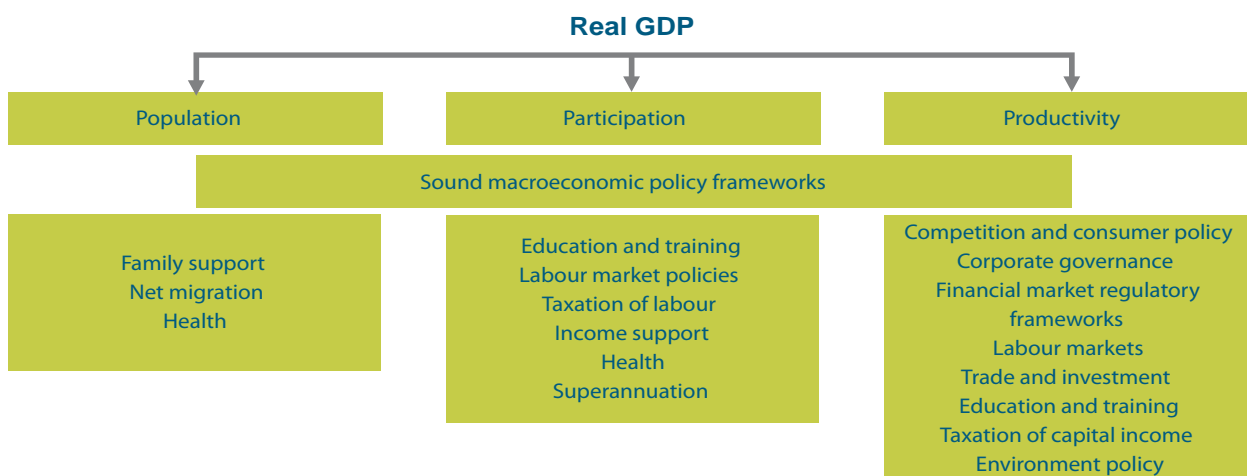 Real GDP
Population
Participation
Productivity
Sound macroeconomic policy frameworks
Family support
Net migration
Health
Education and training
Labour market policies
Taxation of labour
Income support
Health
Superannuation
Competition and consumer policy
Corporate governance
Financial market regulatory
frameworks
Labour markets
Trade and investment
Education and training
Taxation of capital income
Environment policy